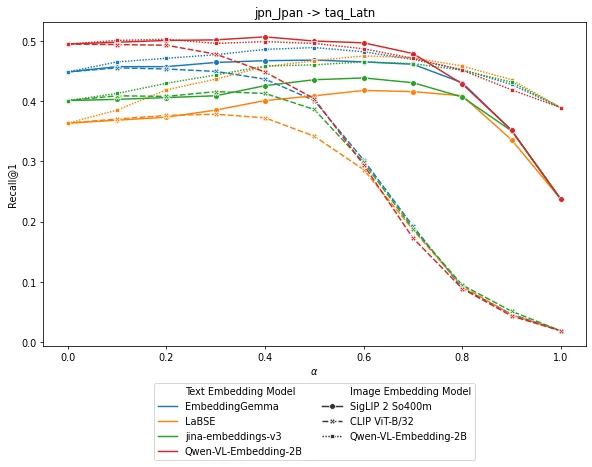 jpn_Jpan -> taq_Latn
Recall@1
0.5
0.4
0.3
0.2
0.1
0.0
0.0 0.2 0.4 0.6 0.8 1.0
α
Text Embedding Model
EmbeddingGemma
LaBSE
jina-embeddings-v3
Qwen-VL-Embedding-2B
Image Embedding Model
SigLIP 2 So400m
CLIP ViT-B/32
Qwen-VL-Embedding-2B